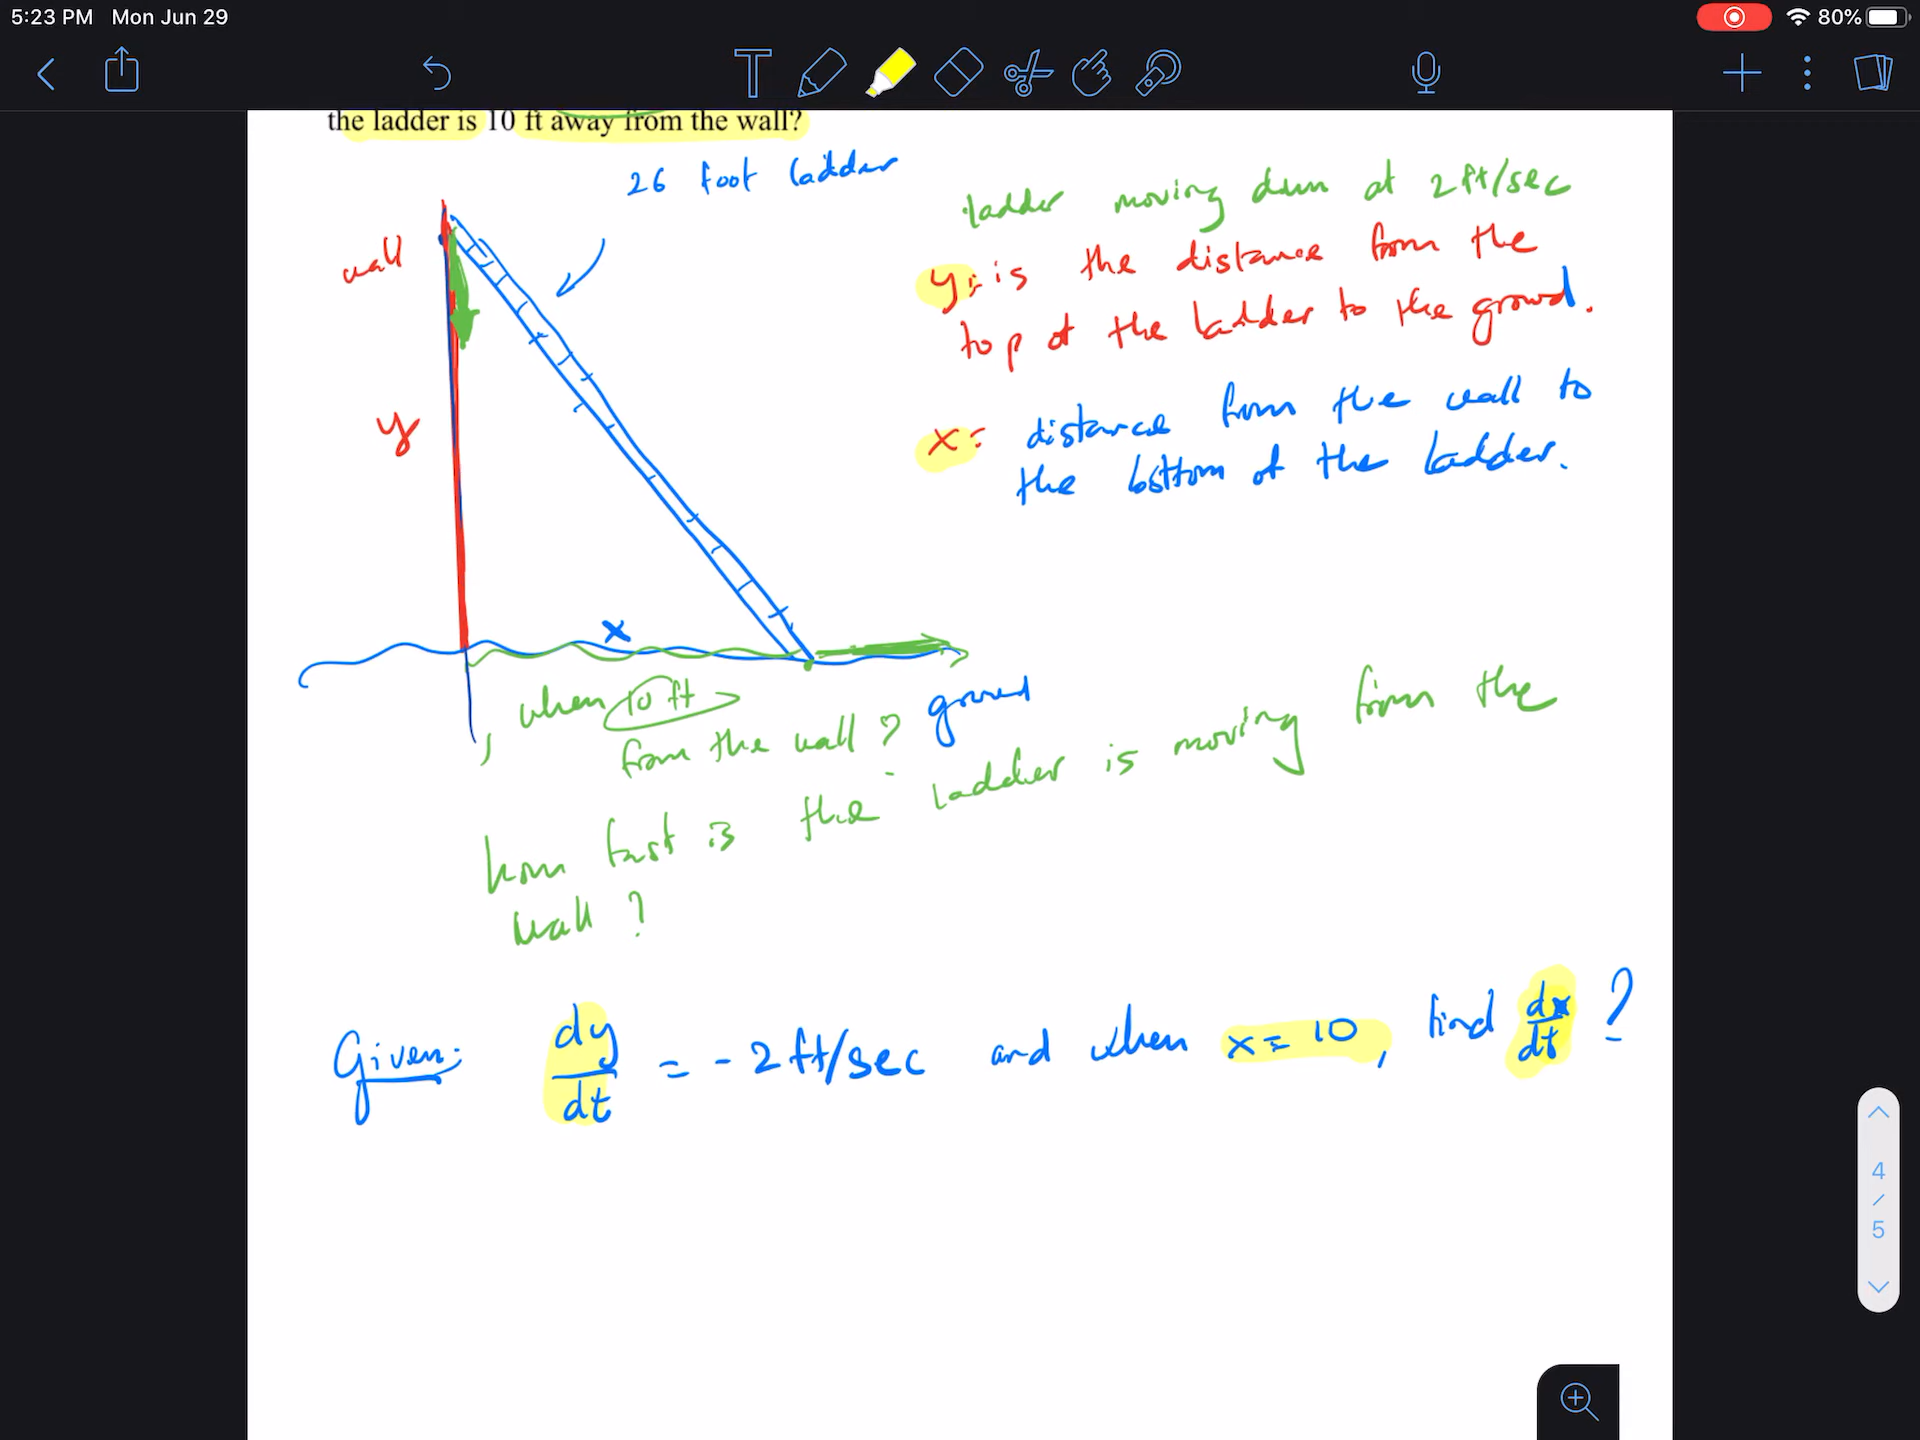 5:23 PM Mon Jun 29
80%
T
the ladder is 10 ft away from the wall?
26 foot ladder
wall
y
x
ladder moving down at 2ft/sec
y: is the distance from the
top of the ladder to the ground.
x = distance from the wall to
the bottom of the ladder.
, when 10 ft
from the wall?
ground
how fast is the ladder is moving from the
wall?
Given: dy/dt = -2 ft/sec and when x = 10, find dx/dt ?
4
/
5